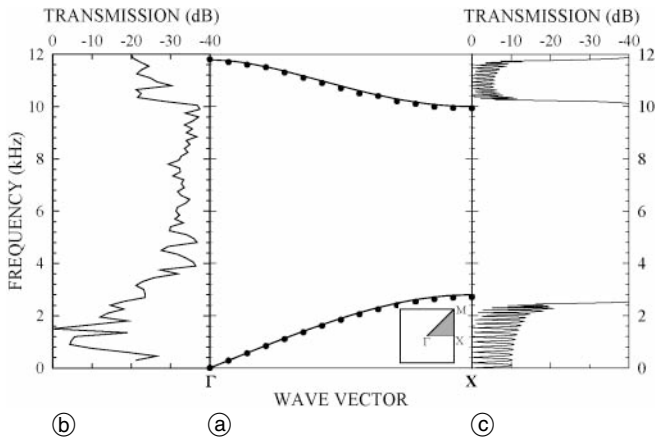 TRANSMISSION (dB) TRANSMISSION (dB)
0 -10 -20 -30 -40 0 -10 -20 -30 -40
12 12
10 10
8 8
6 6
4 4
2 2
0 0
FREQUENCY (kHz)
M
Γ X
Γ X
WAVE VECTOR
b a c